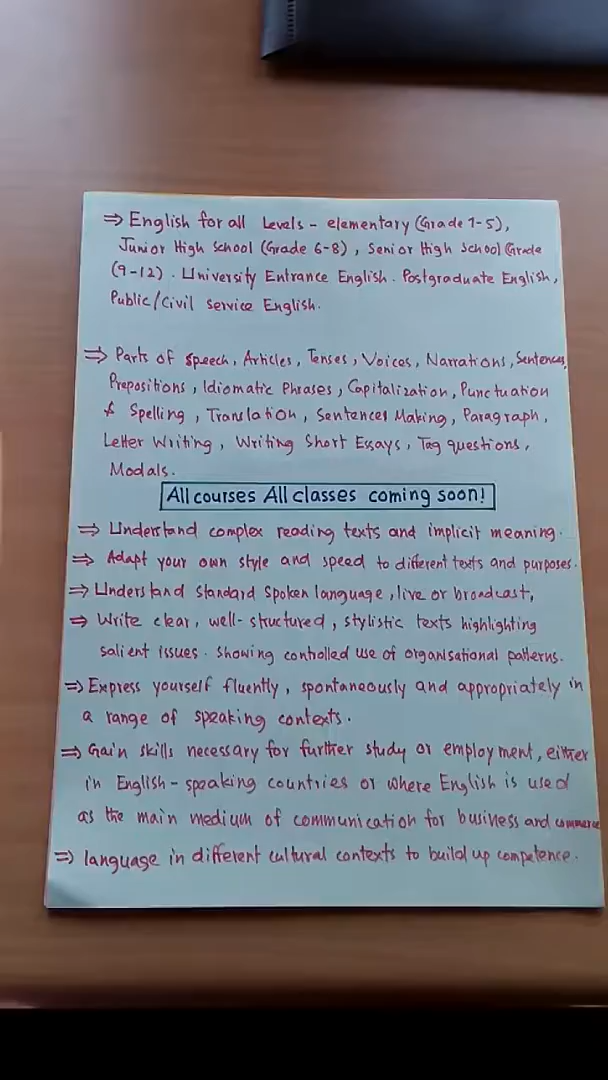 ⇒ English for all Levels - elementary (Grade 1-5),
Junior High School (Grade 6-8), Senior High School Grade
(9-12). University Entrance English. Postgraduate English,
Public/Civil Service English.
⇒ Parts of Speech, Articles, Tenses, Voices, Narrations, Sentences,
Prepositions, Idiomatic Phrases, Capitalization, Punctuation
& Spelling, Translation, Sentences Making, Paragraph,
Letter Writing, Writing Short Essays, Tag questions,
Modals.
All courses All classes coming soon!
⇒ Understand complex reading texts and implicit meaning.
⇒ Adapt your own style and speed to different texts and purposes.
⇒ Understand Standard Spoken language, live or broadcast,
⇒ Write clear, well-structured, stylistic texts highlighting
salient issues. Showing controlled use of organisational patterns.
⇒ Express yourself fluently, spontaneously and appropriately in
a range of speaking contexts.
⇒ Gain skills necessary for further study or employment, either
in English-speaking countries or where English is used
as the main medium of communication for business and commerce
⇒ language in different cultural contexts to build up competence.